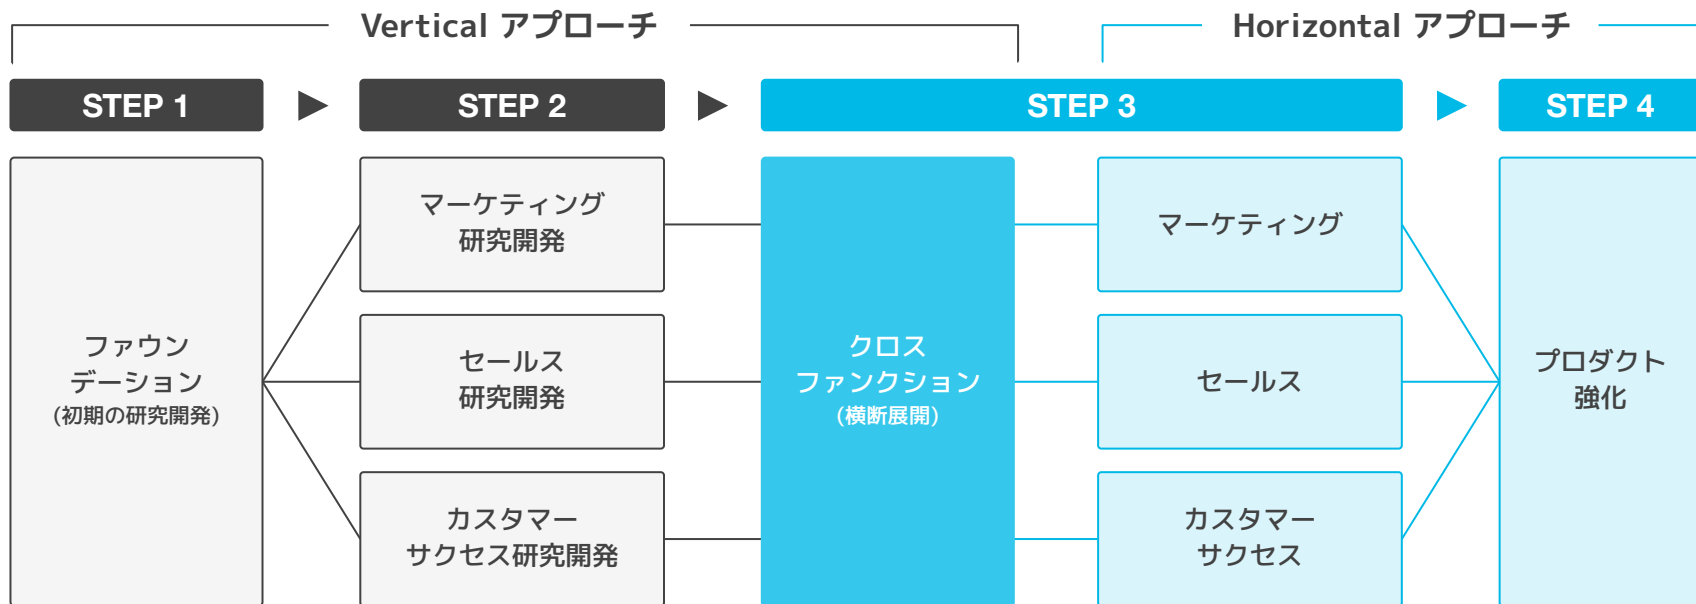 Vertical アプローチ
Horizontal アプローチ
STEP 1
STEP 2
STEP 3
STEP 4
ファウン
デーション
(初期の研究開発)
マーケティング
研究開発
セールス
研究開発
カスタマー
サクセス研究開発
クロス
ファンクション
(横断展開)
マーケティング
セールス
カスタマー
サクセス
プロダクト
強化